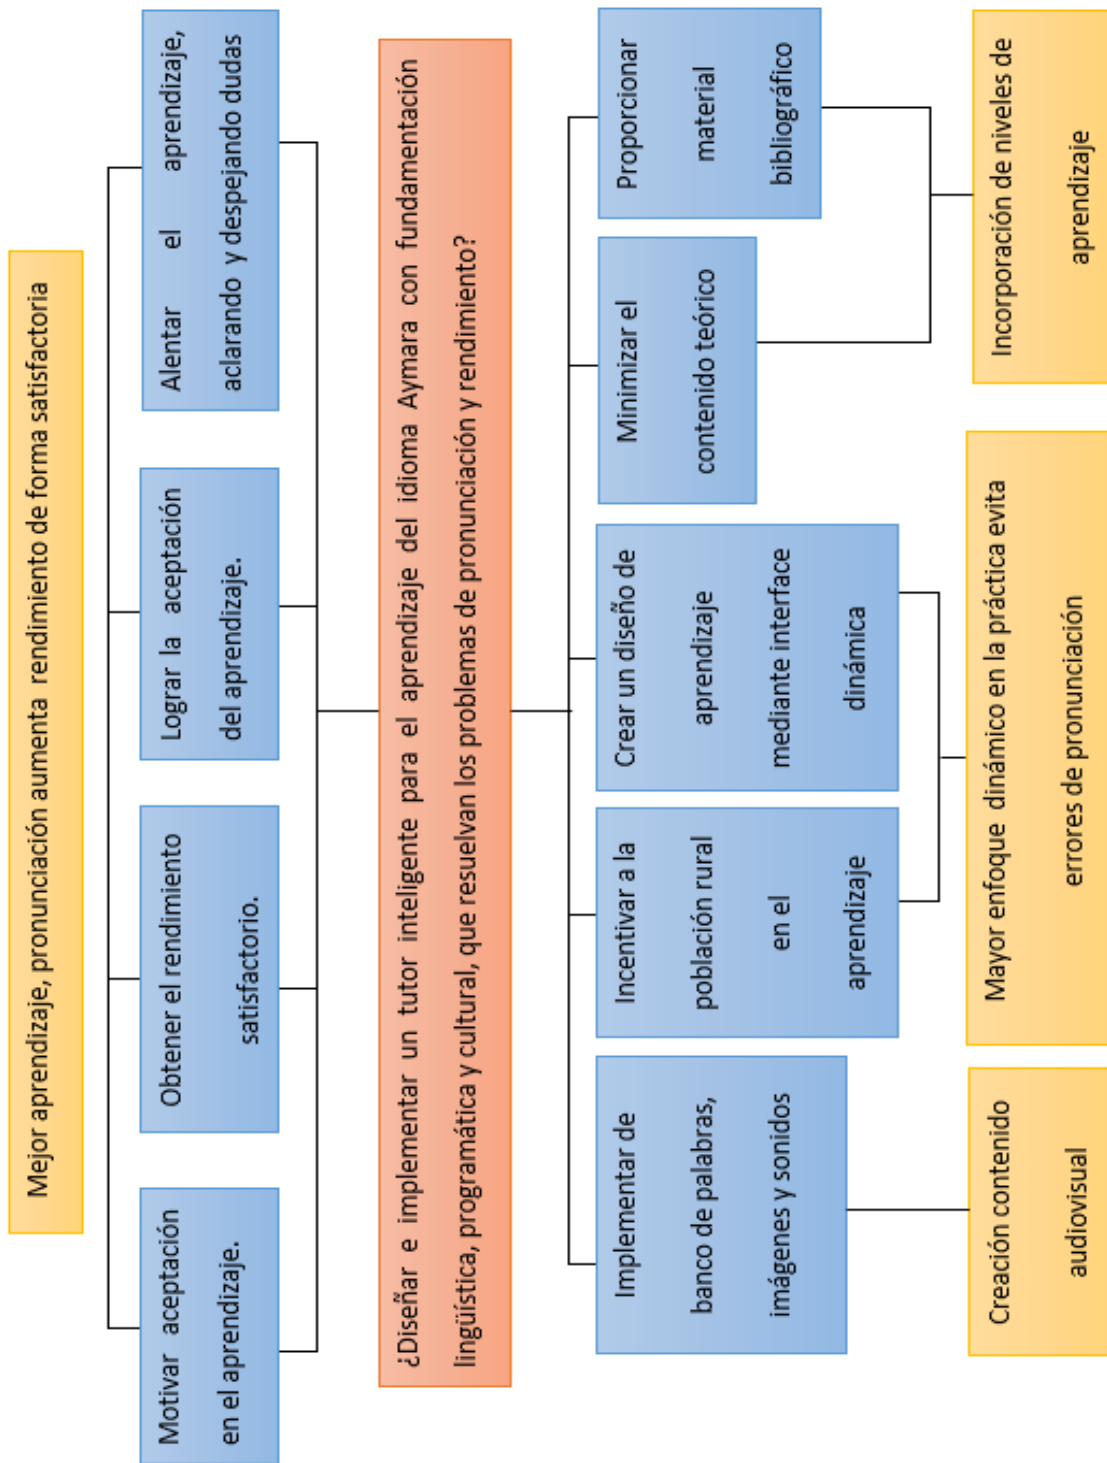 Mejor aprendizaje, pronunciación aumenta rendimiento de forma satisfactoria
Motivar aceptación
en el aprendizaje.
Obtener el rendimiento
satisfactorio.
Lograr la aceptación
del aprendizaje.
Alentar el aprendizaje,
aclarando y despejando dudas
¿Diseñar e implementar un tutor inteligente para el aprendizaje del idioma Aymara con fundamentación
lingüística, programática y cultural, que resuelvan los problemas de pronunciación y rendimiento?
Implementar de
banco de palabras,
imágenes y sonidos
Incentivar a la
población rural
en el
aprendizaje
Crear un diseño de
aprendizaje
mediante interface
dinámica
Minimizar el
contenido teórico
Proporcionar
material
bibliográfico
Creación contenido
audiovisual
Mayor enfoque dinámico en la práctica evita
errores de pronunciación
Incorporación de niveles de
aprendizaje